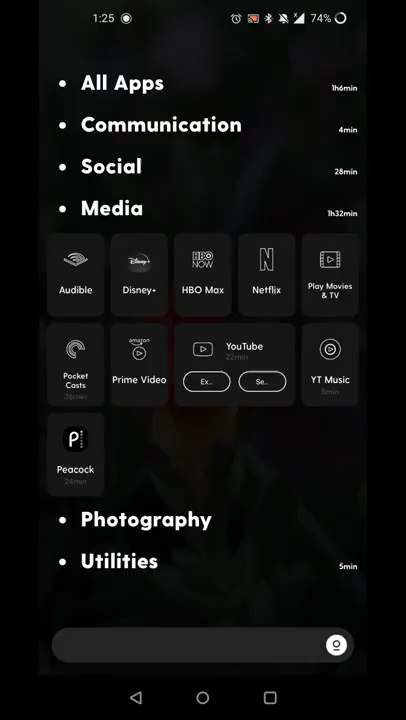 1:25 74%
All Apps 1h6min
Communication 4min
Social 28min
Media 1h32min
Audible
Disney+
HBO NOW
HBO Max
Netflix
Play Movies
& TV
Pocket
Casts
36min
amazon
Prime Video
YouTube
22min
Ex...
Se...
YT Music
8min
Peacock
24min
Photography
Utilities 5min